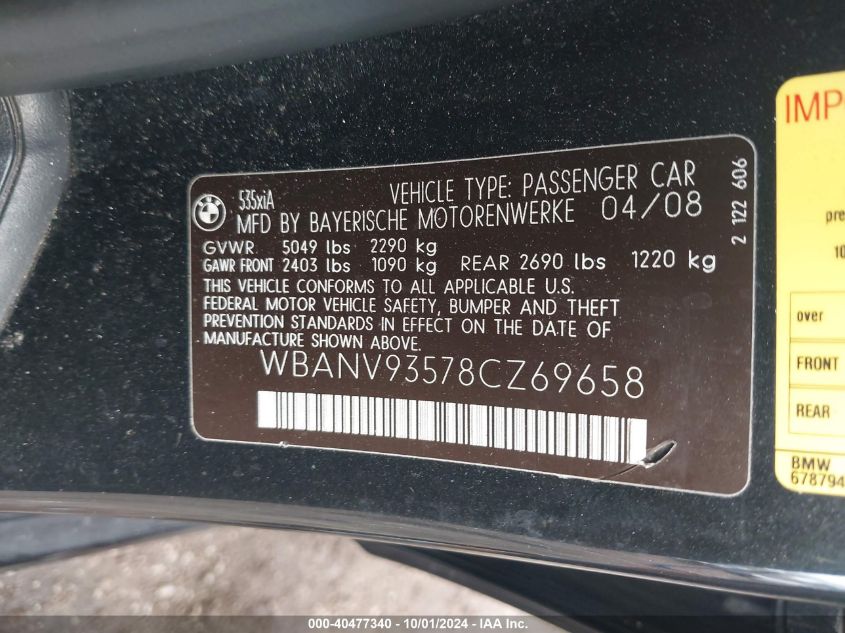 535xiA
VEHICLE TYPE: PASSENGER CAR
MFD BY BAYERISCHE MOTORENWERKE 04/08
GVWR 5049 lbs 2290 kg
GAWR FRONT 2403 lbs 1090 kg REAR 2690 lbs 1220 kg
THIS VEHICLE CONFORMS TO ALL APPLICABLE U.S.
FEDERAL MOTOR VEHICLE SAFETY, BUMPER AND THEFT
PREVENTION STANDARDS IN EFFECT ON THE DATE OF
MANUFACTURE SHOWN ABOVE.
WBANV93578CZ69658
2 122 606
IMP
pre
10
over
FRONT
REAR
BMW
678794
000-40477340 - 10/01/2024 - IAA Inc.